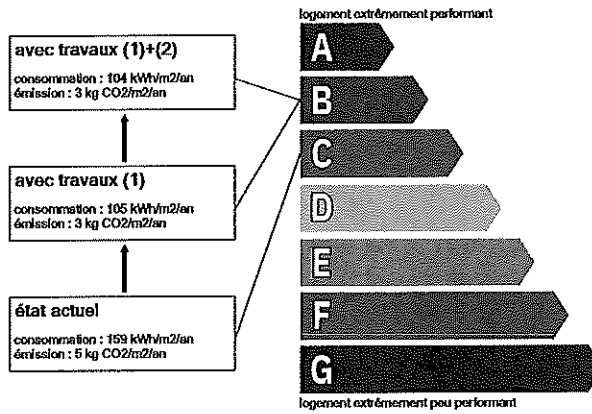 logement extrêmement performant
avec travaux (1)+(2)
consommation : 104 kWh/m2/an
émission : 3 kg CO2/m2/an
avec travaux (1)
consommation : 105 kWh/m2/an
émission : 3 kg CO2/m2/an
état actuel
consommation : 159 kWh/m2/an
émission : 5 kg CO2/m2/an
A
B
C
D
E
F
G
logement extrêmement peu performant